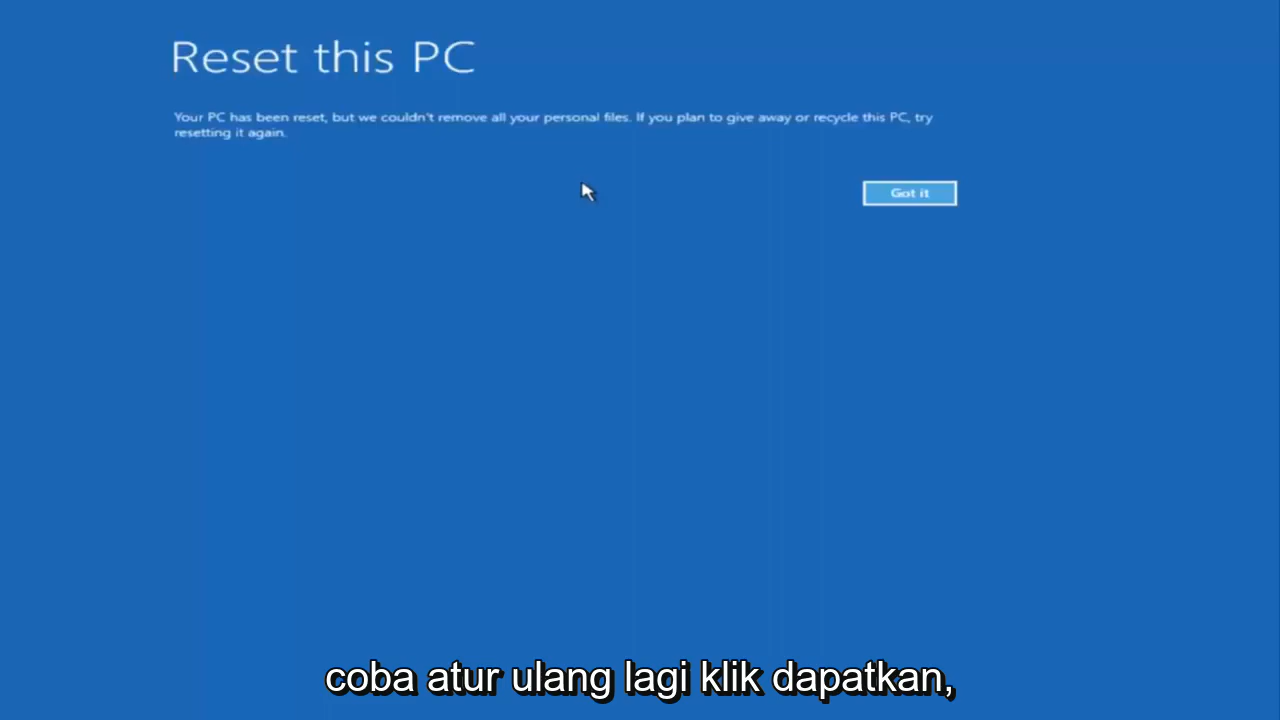 Reset this PC
Your PC has been reset, but we couldn't remove all your personal files. If you plan to give away or recycle this PC, try
resetting it again.
Got it
coba atur ulang lagi klik dapatkan,